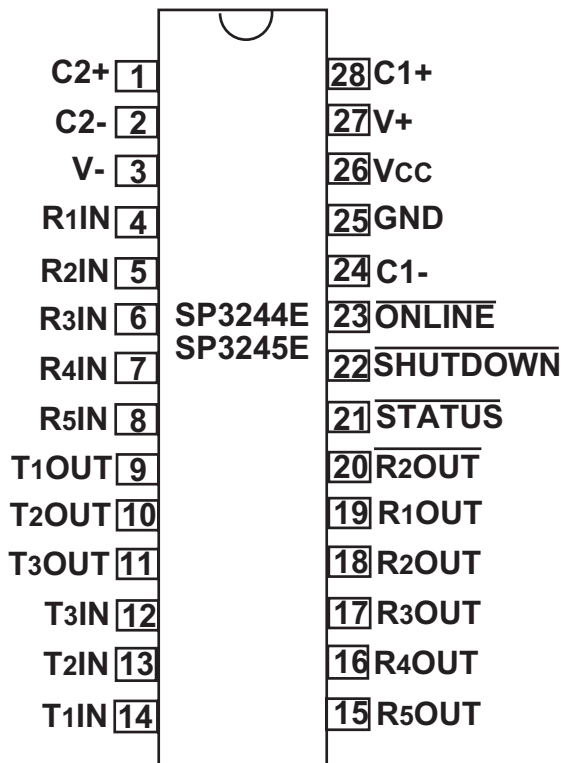 C2+ 1
C2- 2
V- 3
R1IN 4
R2IN 5
R3IN 6
R4IN 7
R5IN 8
T1OUT 9
T2OUT 10
T3OUT 11
T3IN 12
T2IN 13
T1IN 14
SP3244E
SP3245E
28 C1+
27 V+
26 VCC
25 GND
24 C1-
23 ONLINE
22 SHUTDOWN
21 STATUS
20 R2OUT
19 R1OUT
18 R2OUT
17 R3OUT
16 R4OUT
15 R5OUT